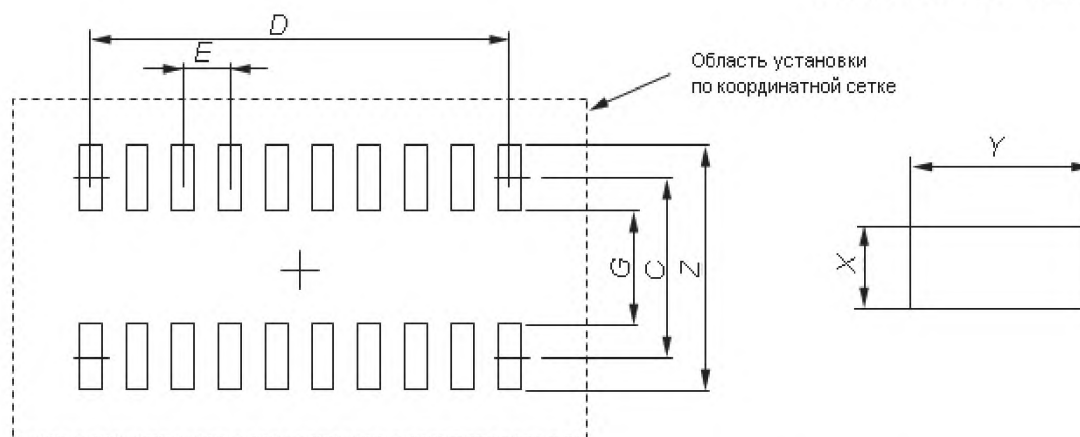 D
E
Область установки
по координатной сетке
Y
X
G
C
Z